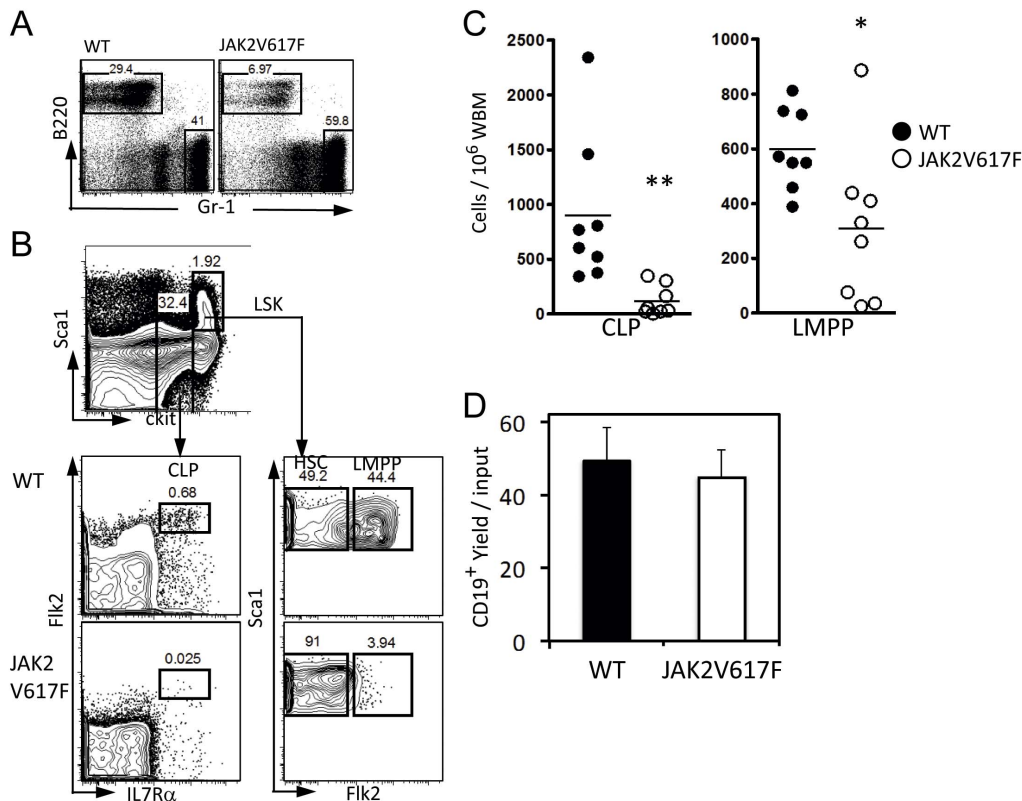 A
WT
JAK2V617F
29.4
6.97
41
59.8
B220
Gr-1
B
1.92
32.4
LSK
Sca1
ckit
WT
CLP
0.68
HSC
LMPP
49.2
44.4
Flk2
Sca1
JAK2
V617F
0.025
91
3.94
IL7Rα
Flk2
C
2500
2000
1500
1000
500
0
Cells / 10⁶ WBM
**
CLP
1000
800
600
400
200
0
*
LMPP
WT
JAK2V617F
D
60
40
20
0
CD19⁺ Yield / input
WT
JAK2V617F